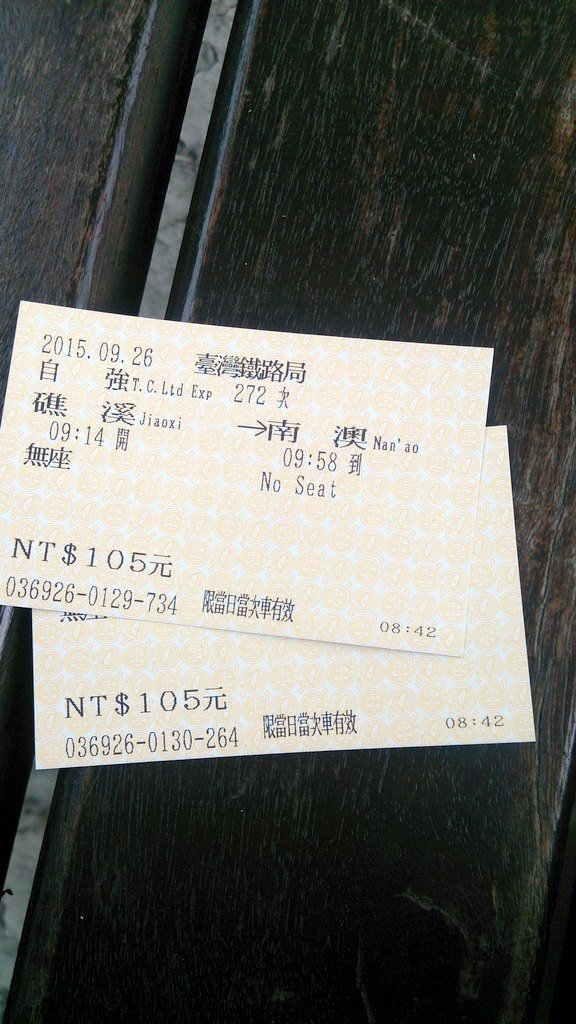 2015.09.26 臺灣鐵路局
自 強 T.C.Ltd Exp 272 次
礁 溪 Jiaoxi →南 澳 Nan'ao
09:14 開 09:58 到
無座 No Seat
NT$105元
036926-0129-734 限當日當次車有效 08:42
NT$105元
036926-0130-264 限當日當次車有效 08:42